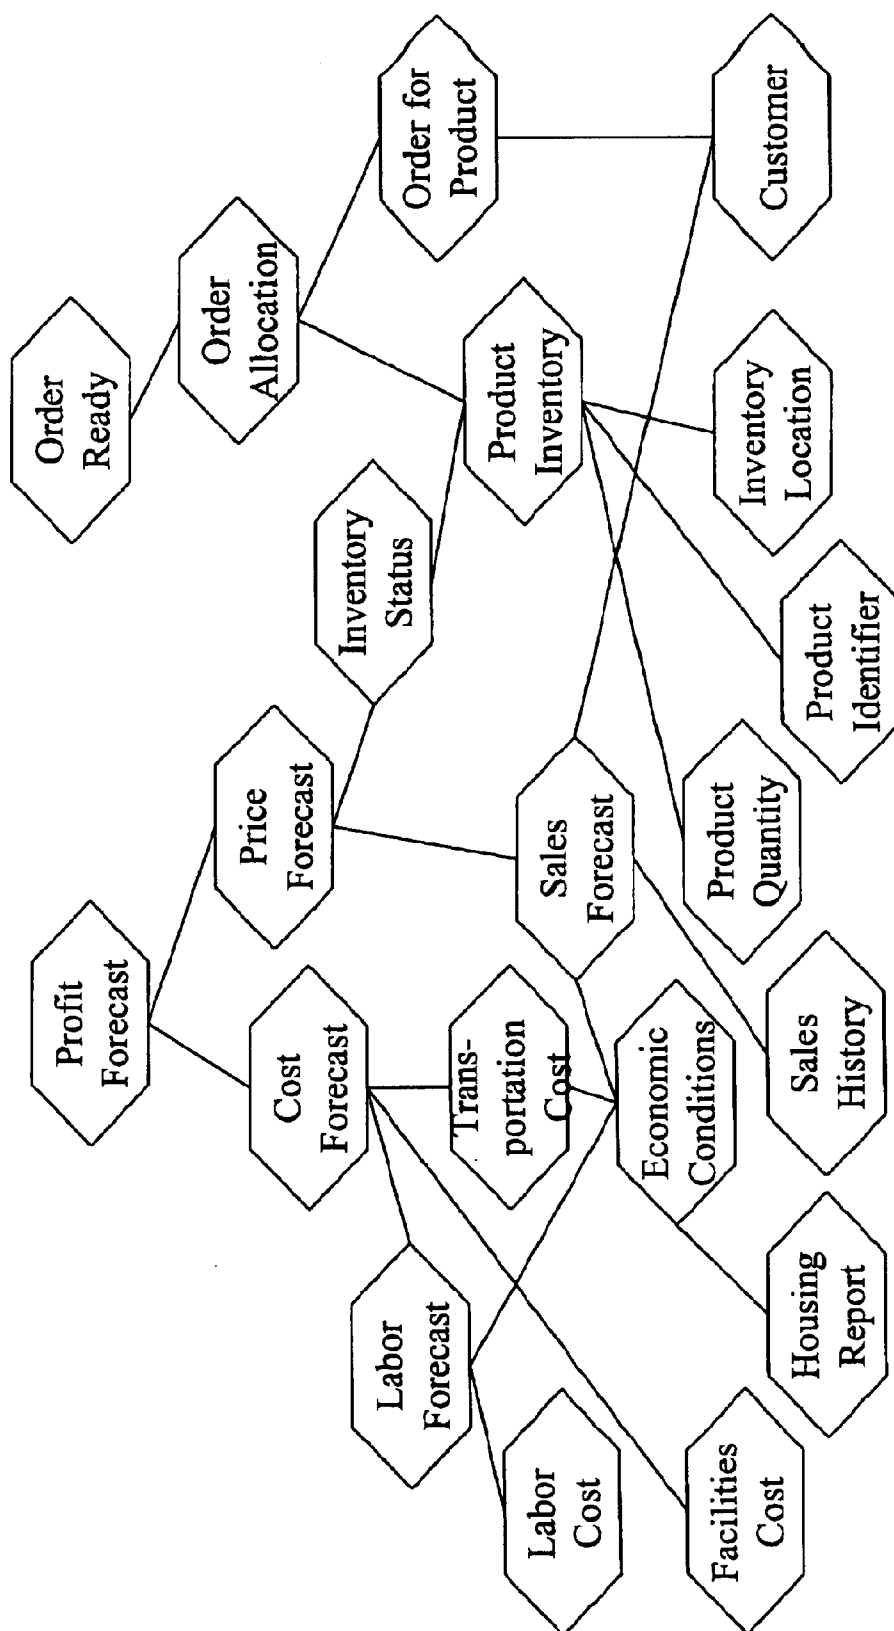 Order
Ready
Order
Allocation
Order for
Product
Customer
Profit
Forecast
Price
Forecast
Inventory
Status
Product
Inventory
Inventory
Location
Cost
Forecast
Sales
Forecast
Product
Identifier
Trans-
portation
Cost
Product
Quantity
Labor
Forecast
Economic
Conditions
Sales
History
Labor
Cost
Housing
Report
Facilities
Cost